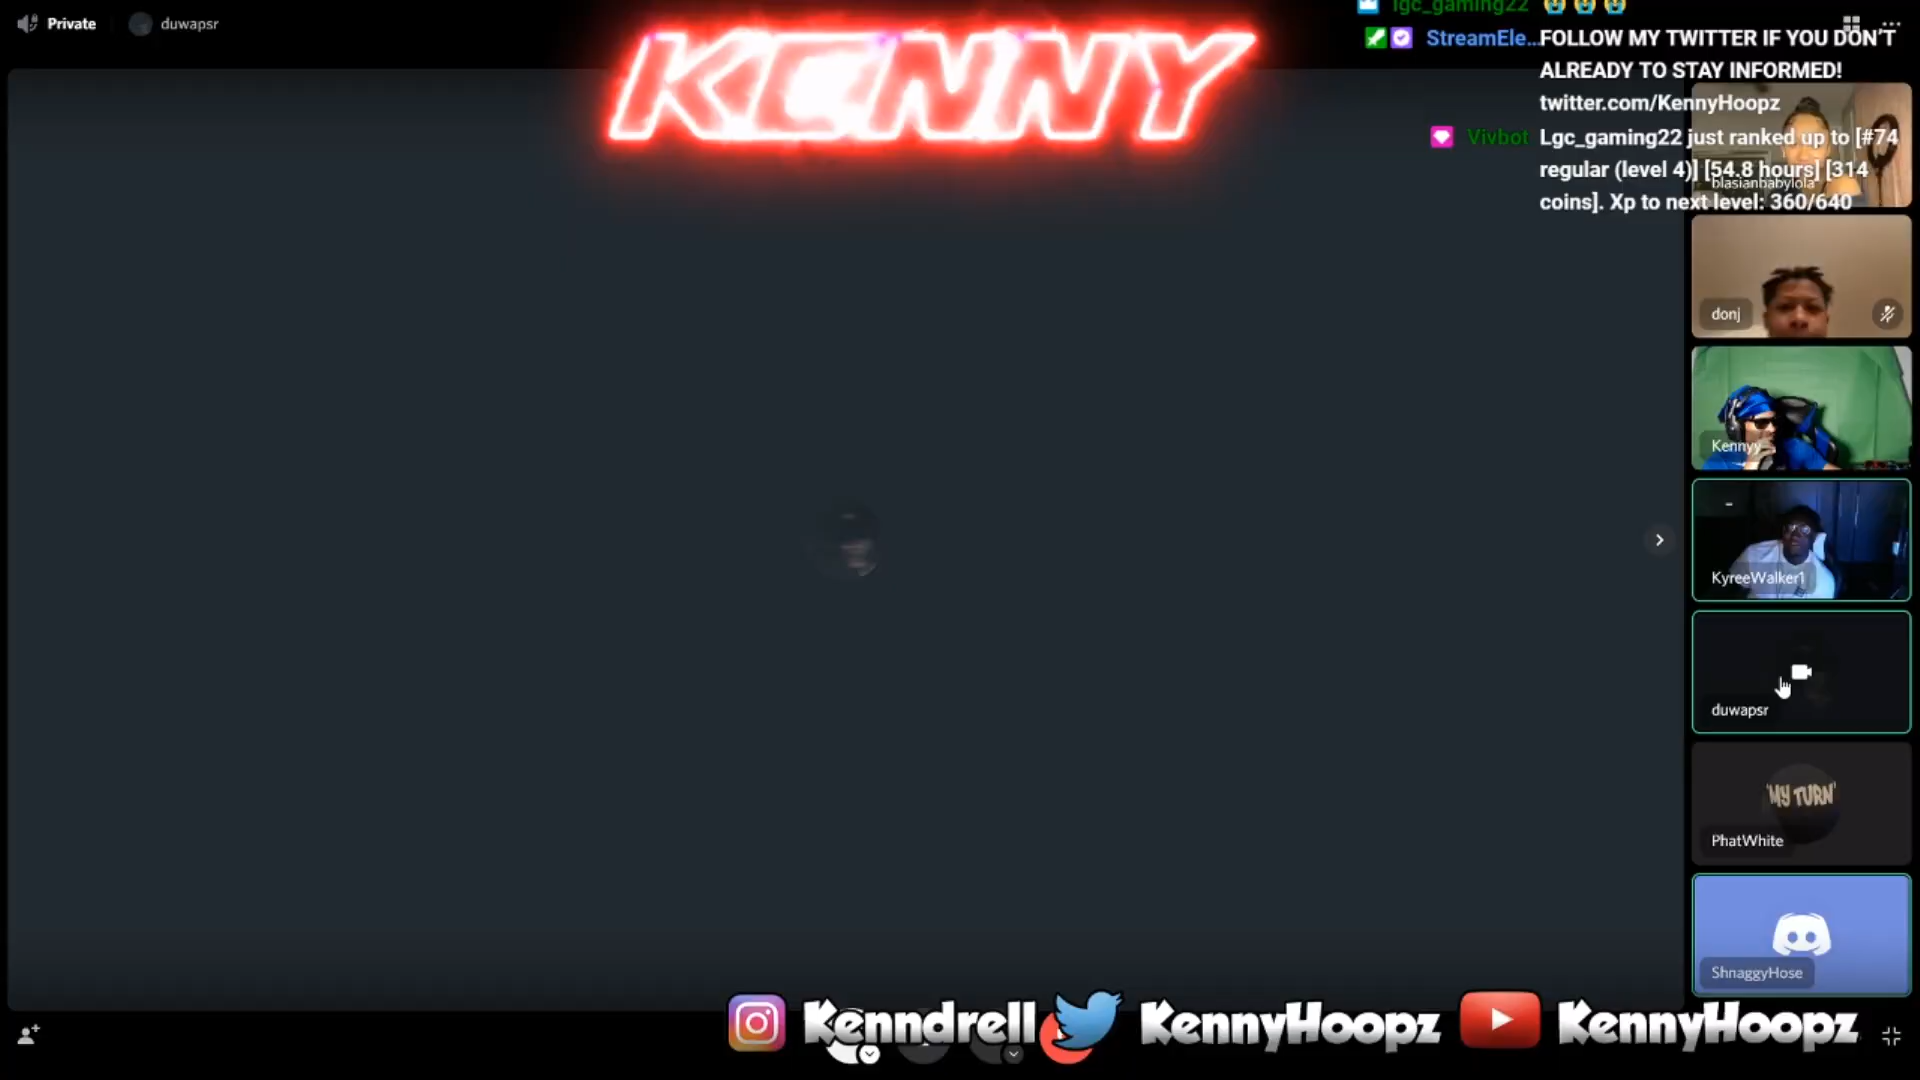 Private
duwapsr
KENNY
lgc_gaming22
StreamEle...
FOLLOW MY TWITTER IF YOU DON'T
ALREADY TO STAY INFORMED!
twitter.com/KennyHoopz
Vivbot
Lgc_gaming22 just ranked up to [#74
regular (level 4)] [54.8 hours] [314
coins]. Xp to next level: 360/640
blasianbabylola
donj
Kennyy
KyreeWalker1
duwapsr
'MY TURN'
PhatWhite
ShnaggyHose
Kenndrell
KennyHoopz
KennyHoopz